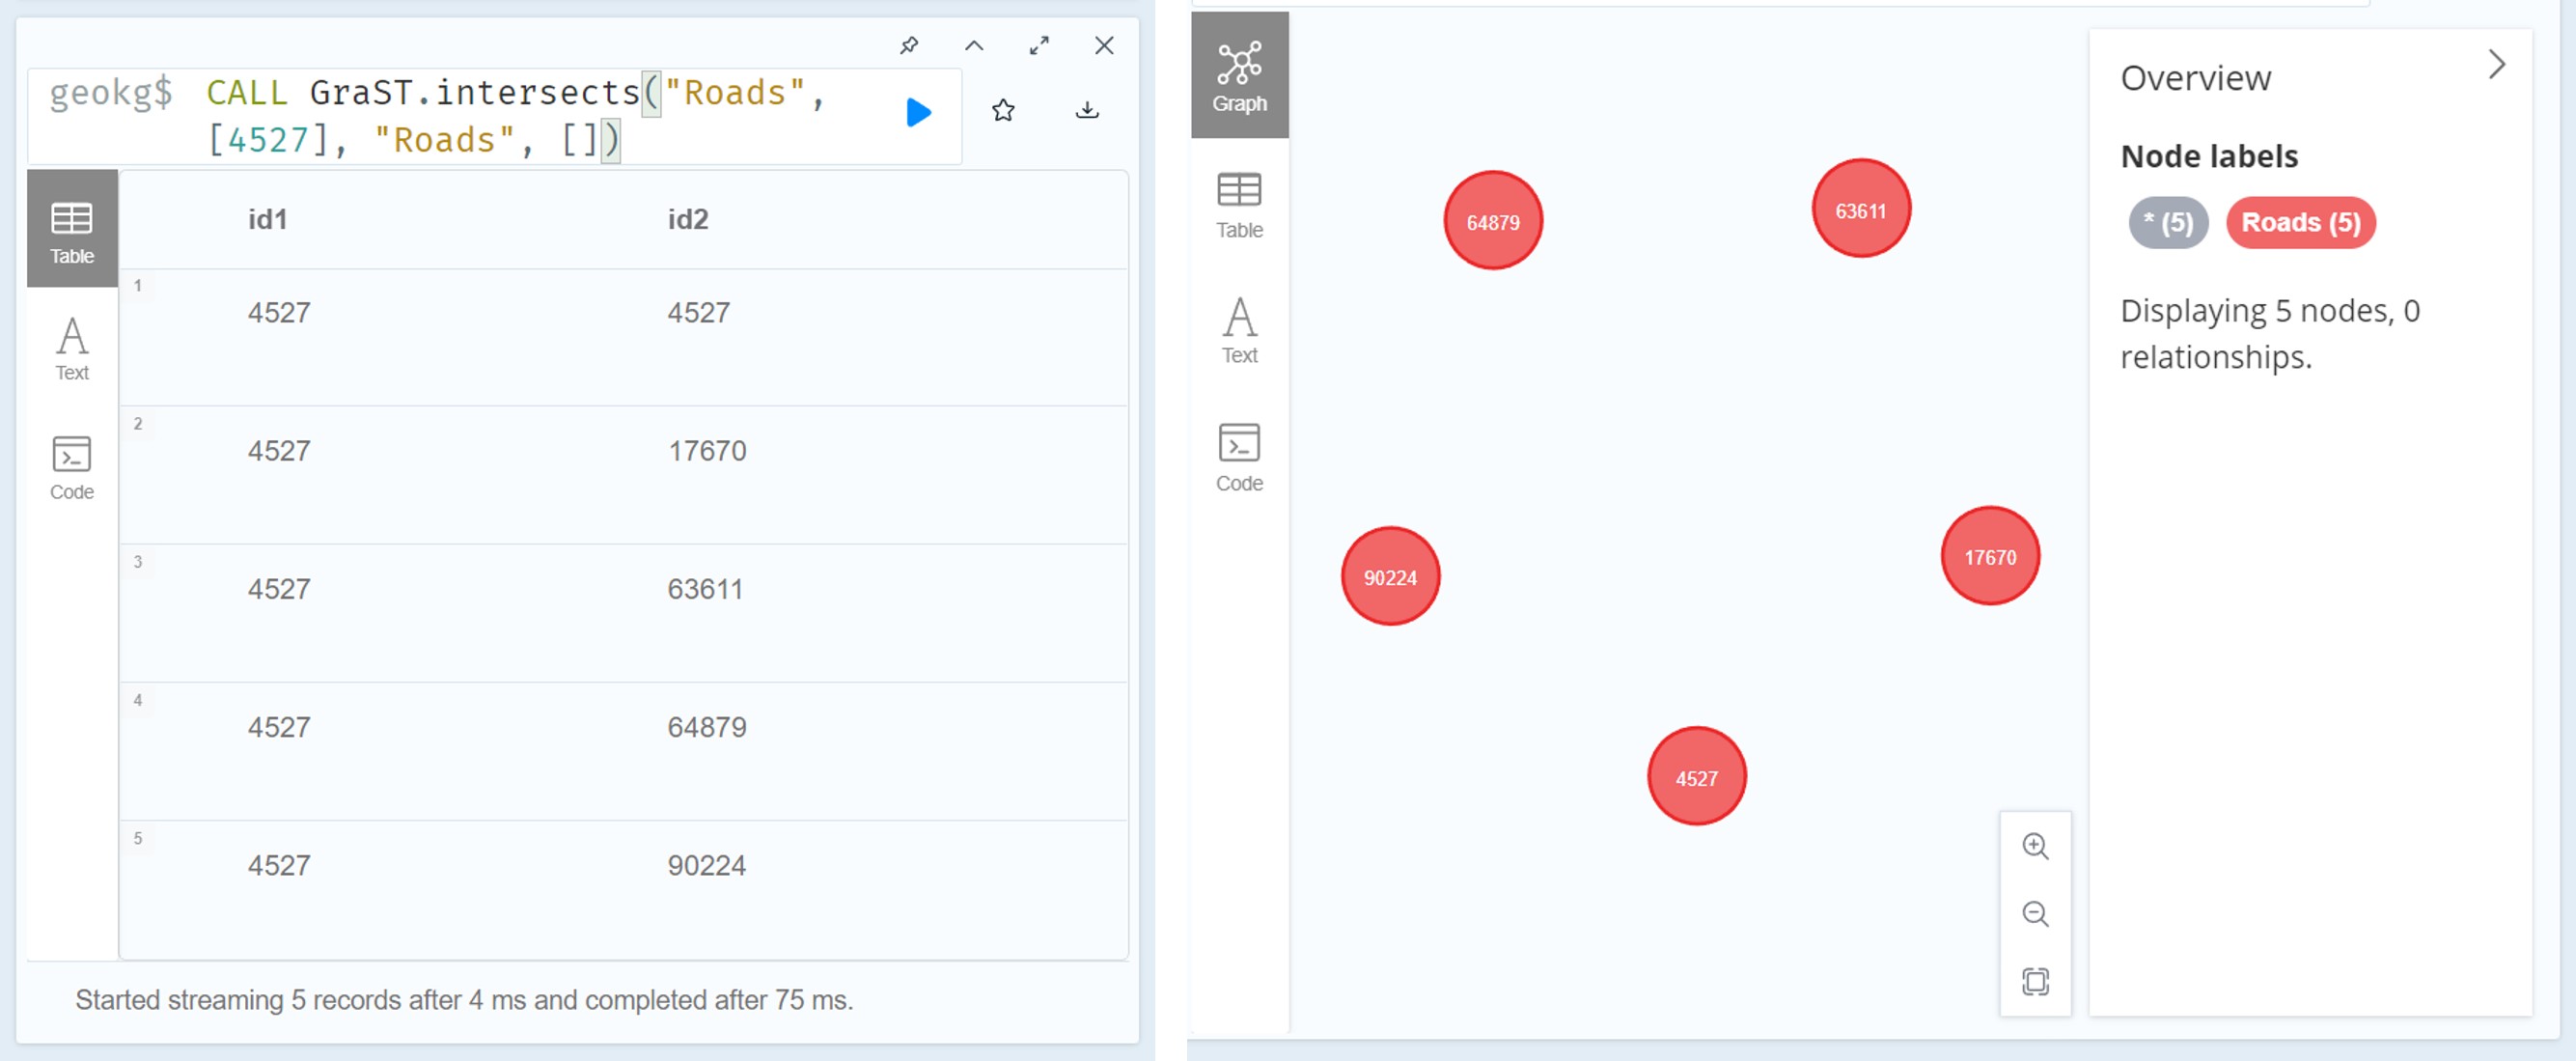 geokg$ CALL GraST.intersects("Roads",
[4527], "Roads", [])
Table
Text
Code
id1 id2
1
4527 4527
2
4527 17670
3
4527 63611
4
4527 64879
5
4527 90224
Started streaming 5 records after 4 ms and completed after 75 ms.
Graph
Table
Text
Code
64879
63611
90224
17670
4527
Overview
Node labels
* (5) Roads (5)
Displaying 5 nodes, 0
relationships.